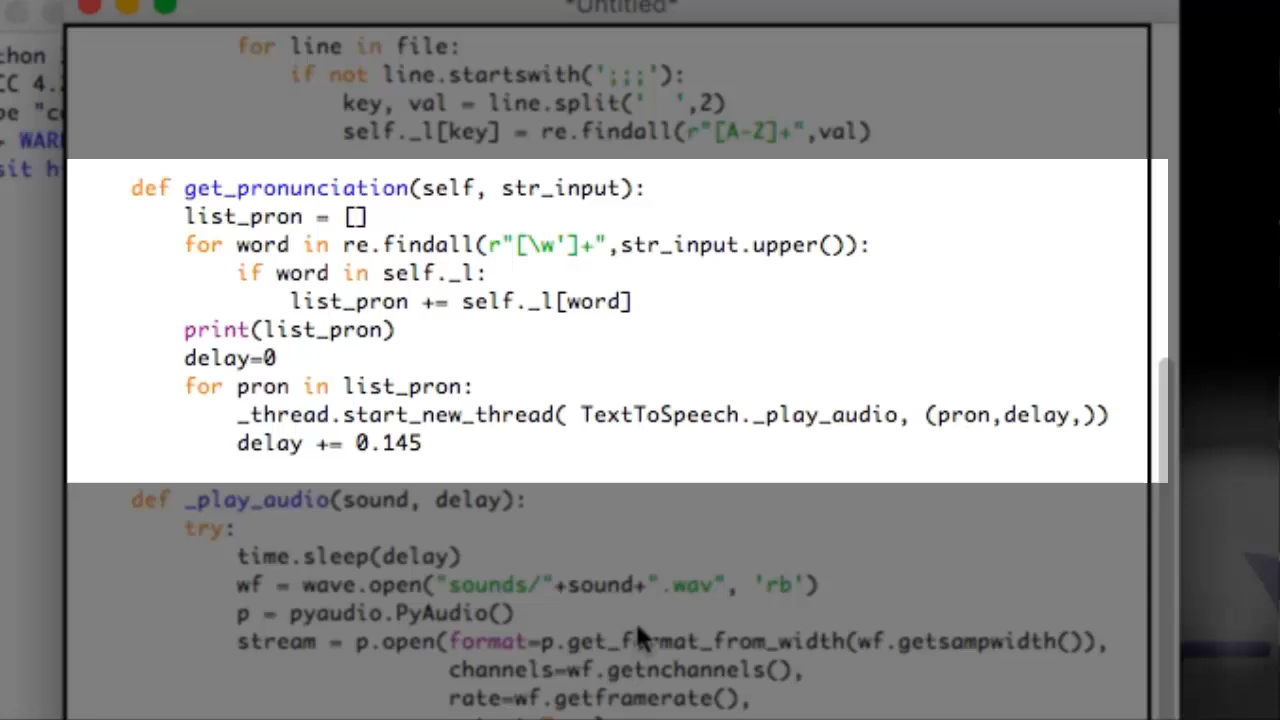 *Untitled*
for line in file:
if not line.startswith(';;;'):
key, val = line.split('  ',2)
self._l[key] = re.findall(r"[A-Z]+",val)
def get_pronunciation(self, str_input):
list_pron = []
for word in re.findall(r"[\w']+",str_input.upper()):
if word in self._l:
list_pron += self._l[word]
print(list_pron)
delay=0
for pron in list_pron:
_thread.start_new_thread( TextToSpeech._play_audio, (pron,delay,))
delay += 0.145
def _play_audio(sound, delay):
try:
time.sleep(delay)
wf = wave.open("sounds/"+sound+".wav", 'rb')
p = pyaudio.PyAudio()
stream = p.open(format=p.get_format_from_width(wf.getsampwidth()),
channels=wf.getnchannels(),
rate=wf.getframerate(),